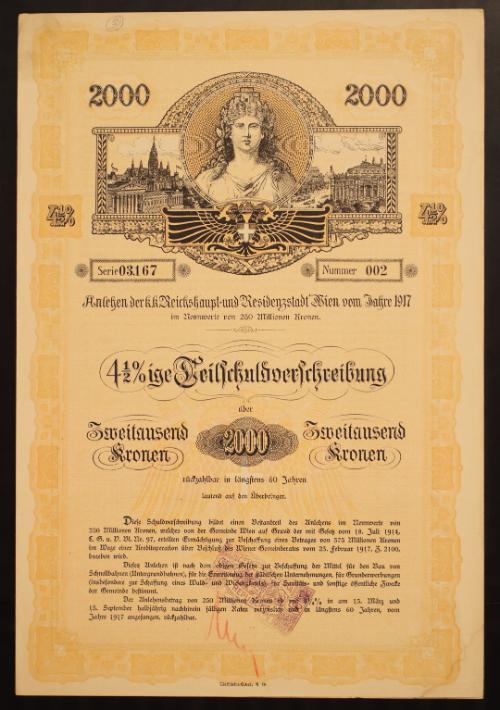 2000 2000
4½% 4½%
Serie 03167 Nummer 002
Anlehen der k.k. Reichshaupt- und Residenzstadt Wien vom Jahre 1917
im Nennwerte von 250 Millionen Kronen.
4½%ige Teilschuldverschreibung
über
Zweitausend 2000 Zweitausend
Kronen Kronen
rückzahlbar in längstens 60 Jahren
lautend auf den Überbringer.
Diese Schuldverschreibung bildet einen Bestandteil des Anlehens im Nennwerte von
250 Millionen Kronen, welches von der Gemeinde Wien auf Grund der mit Gesetz vom 19. Juli 1914,
L. G. u. V. Bl. Nr. 97, erteilten Ermächtigung zur Beschaffung eines Betrages von 375 Millionen Kronen
im Wege einer Kreditoperation über Beschluß des Wiener Gemeinderates vom 23. Februar 1917, Z. 2100,
begeben wird.
Dieses Anlehen ist nach dem obigen Gesetze zur Beschaffung der Mittel für den Bau von
Schnellbahnen (Untergrundbahnen), für die Erweiterung der städtischen Unternehmungen, für Grunderwerbungen
(insbesondere zur Schaffung eines Wald- und Wiesengürtels), für Sanitäts- und sonstige öffentliche Zwecke
der Gemeinde bestimmt.
Der Anlehensbetrag von 250 Millionen Kronen ist mit 4½% in am 15. März und
15. September halbjährig nachhinein fälligen Raten verzinslich und in längstens 60 Jahren, vom
Jahre 1917 angefangen, rückzahlbar.